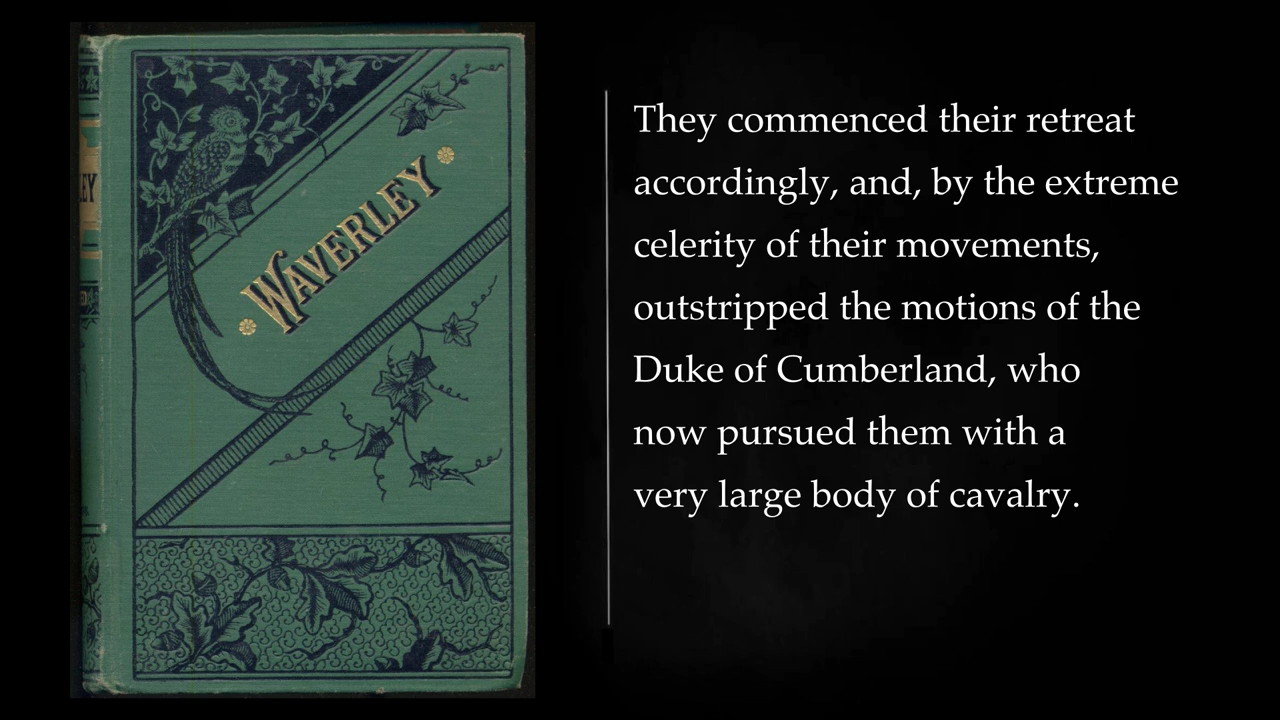 EY
WAVERLEY
They commenced their retreat
accordingly, and, by the extreme
celerity of their movements,
outstripped the motions of the
Duke of Cumberland, who
now pursued them with a
very large body of cavalry.